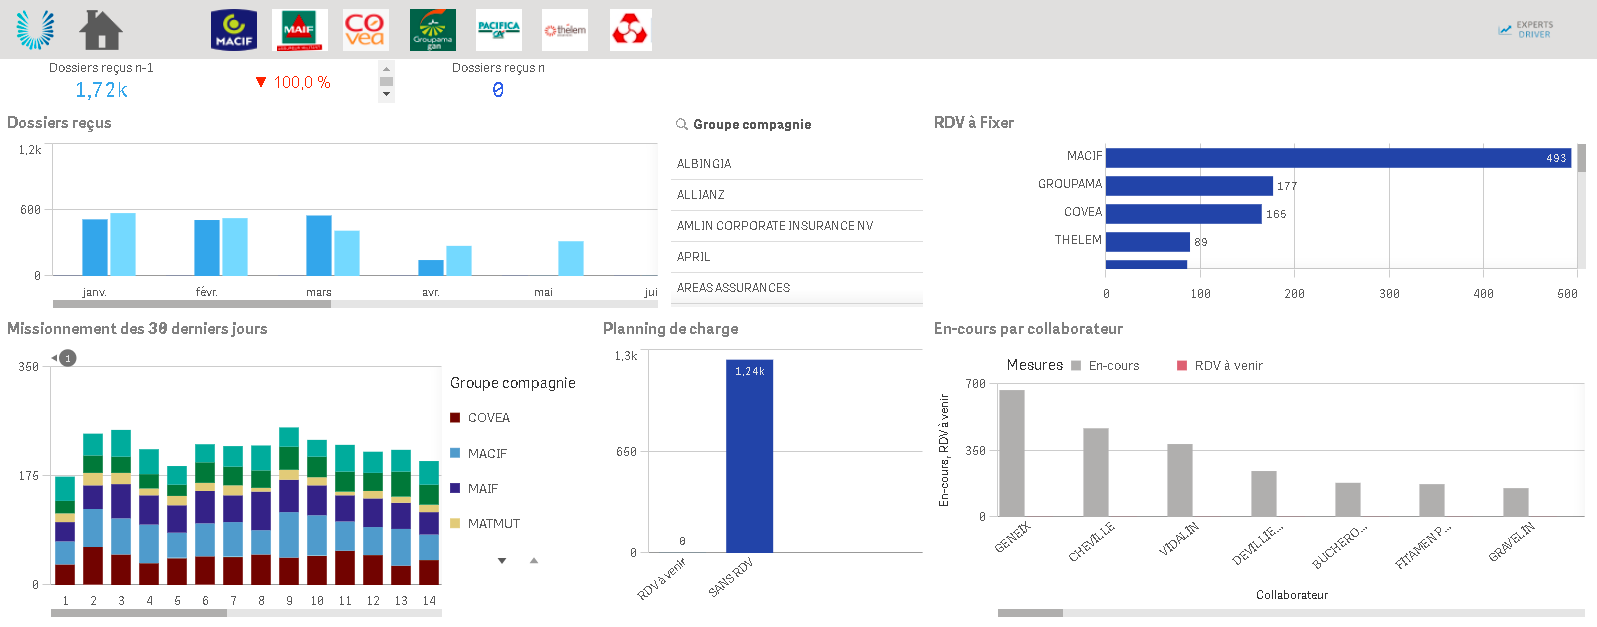 MACIF
MAIF
COVea
Groupama
gan
PACIFICA
thélem
EXPERTS
DRIVER
Dossiers reçus n-1
1,72k
▼ 100,0 %
Dossiers reçus n
0
Dossiers reçus
1,2k
600
0
janv.
févr.
mars
avr.
mai
jui
Groupe compagnie
ALBINGIA
ALLIANZ
AMLIN CORPORATE INSURANCE NV
APRIL
AREAS ASSURANCES
RDV à Fixer
MACIF
493
GROUPAMA
177
COVEA
165
THELEM
89
0
100
200
300
400
500
Missionnement des 30 derniers jours
1
350
175
0
1
2
3
4
5
6
7
8
9
10
11
12
13
14
Groupe compagnie
COVEA
MACIF
MAIF
MATMUT
Planning de charge
1,3k
650
0
0
1,24k
RDV à venir
SANS RDV
En-cours par collaborateur
Mesures
En-cours
RDV à venir
En-cours, RDV à venir
700
350
0
GENEIX
CHEVILLE
VIDALIN
DEVILLIE...
BUCHERO...
FITAMEN P...
GRAVELIN
Collaborateur